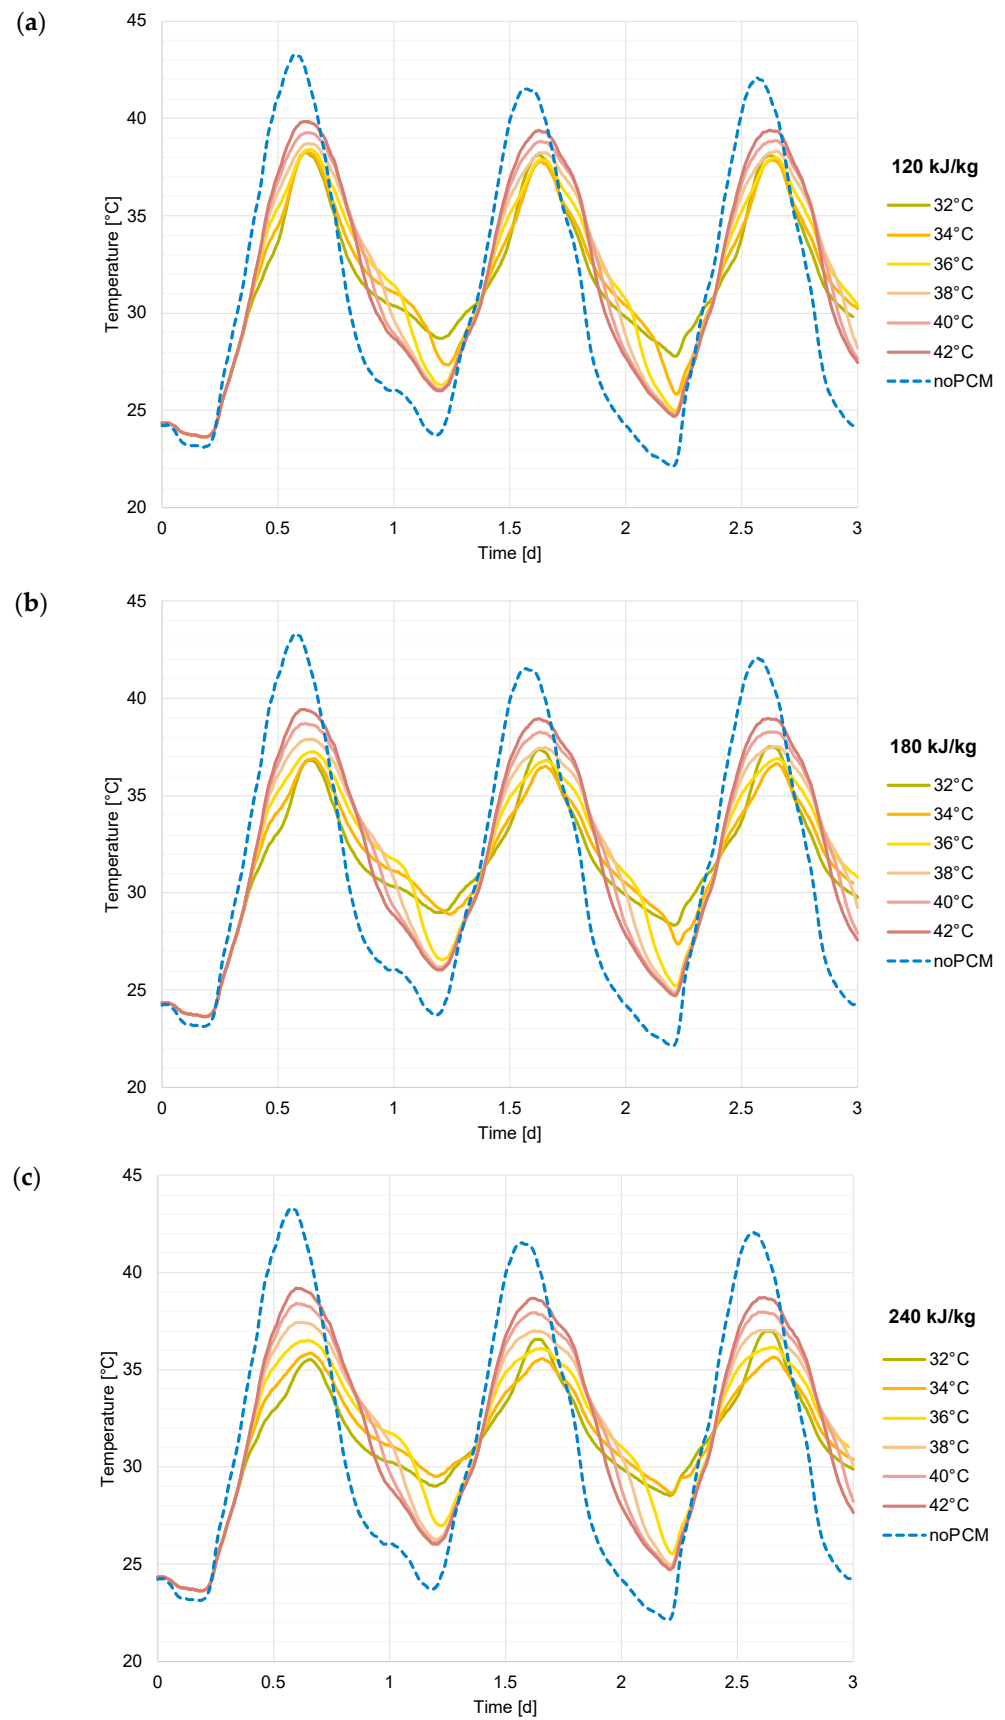 (a)
45
40
35
30
25
20
Temperature [°C]
0 0.5 1 1.5 2 2.5 3
Time [d]
120 kJ/kg
32°C
34°C
36°C
38°C
40°C
42°C
noPCM
(b)
45
40
35
30
25
20
Temperature [°C]
0 0.5 1 1.5 2 2.5 3
Time [d]
180 kJ/kg
32°C
34°C
36°C
38°C
40°C
42°C
noPCM
(c)
45
40
35
30
25
20
Temperature [°C]
0 0.5 1 1.5 2 2.5 3
Time [d]
240 kJ/kg
32°C
34°C
36°C
38°C
40°C
42°C
noPCM